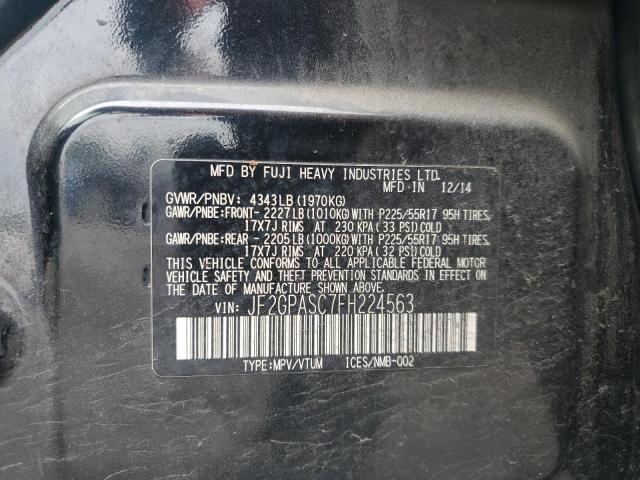 MFD BY FUJI HEAVY INDUSTRIES LTD.
MFD IN 12/14
GVWR/PNBV: 4343LB(1970KG)
GAWR/PNBE:FRONT- 2227LB(1010KG)WITH P225/55R17 95H TIRES,
17X7J RIMS AT 230 KPA(33 PSI)COLD
GAWR/PNBE:REAR - 2205LB(1000KG)WITH P225/55R17 95H TIRES,
17X7J RIMS AT 220 KPA(32 PSI)COLD
THIS VEHICLE CONFORMS TO ALL APPLICABLE FEDERAL MOTOR
VEHICLE SAFETY AND THEFT PREVENTION STANDARDS IN EFFECT
ON THE DATE OF MANUFACTURE SHOWN ABOVE.
VIN: JF2GPASC7FH224563
TYPE:MPV/VTUM ICES/NMB-002